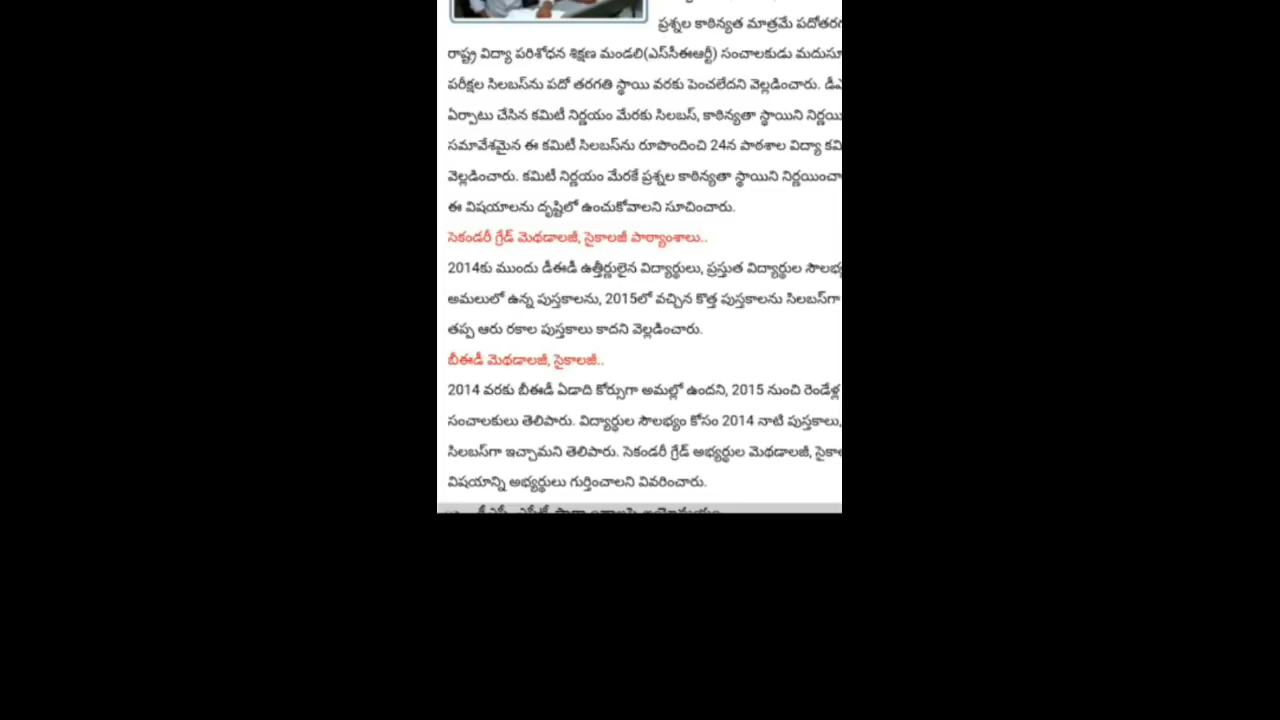 ప్రశ్నల కాఠిన్యత మాత్రమే పదోతరగ
రాష్ట్ర విద్యా పరిశోధన శిక్షణ మండలి(ఎస్‌సీఈఆర్టీ) సంచాలకుడు మదుసూ
పరీక్షల సిలబస్‌ను పదో తరగతి స్థాయి వరకు పెంచలేదని వెల్లడించారు. డీఎ
ఏర్పాటు చేసిన కమిటీ నిర్ణయం మేరకు సిలబస్, కాఠిన్యతా స్థాయిని నిర్ణయి
సమావేశమైన ఈ కమిటీ సిలబస్‌ను రూపొందించి 24న పాఠశాల విద్యా కమి
వెల్లడించారు. కమిటీ నిర్ణయం మేరకే ప్రశ్నల కాఠిన్యతా స్థాయిని నిర్ణయించా
ఈ విషయాలను దృష్టిలో ఉంచుకోవాలని సూచించారు.
సెకండరీ గ్రేడ్ మెథడాలజీ, సైకాలజీ పాఠ్యాంశాలు..
2014కు ముందు డీఈడీ ఉత్తీర్ణులైన విద్యార్థులు, ప్రస్తుత విద్యార్థుల సౌలభ్య
అమలులో ఉన్న పుస్తకాలను, 2015లో వచ్చిన కొత్త పుస్తకాలను సిలబస్‌గా
తప్ప ఆరు రకాల పుస్తకాలు కాదని వెల్లడించారు.
బీఈడీ మెథడాలజీ, సైకాలజీ..
2014 వరకు బీఈడీ ఏడాది కోర్సుగా అమల్లో ఉందని, 2015 నుంచి రెండేళ్ల
సంచాలకులు తెలిపారు. విద్యార్థుల సౌలభ్యం కోసం 2014 నాటి పుస్తకాలు,
సిలబస్‌గా ఇచ్చామని తెలిపారు. సెకండరీ గ్రేడ్ అభ్యర్థుల మెథడాలజీ, సైకాల
విషయాన్ని అభ్యర్థులు గుర్తించాలని వివరించారు.